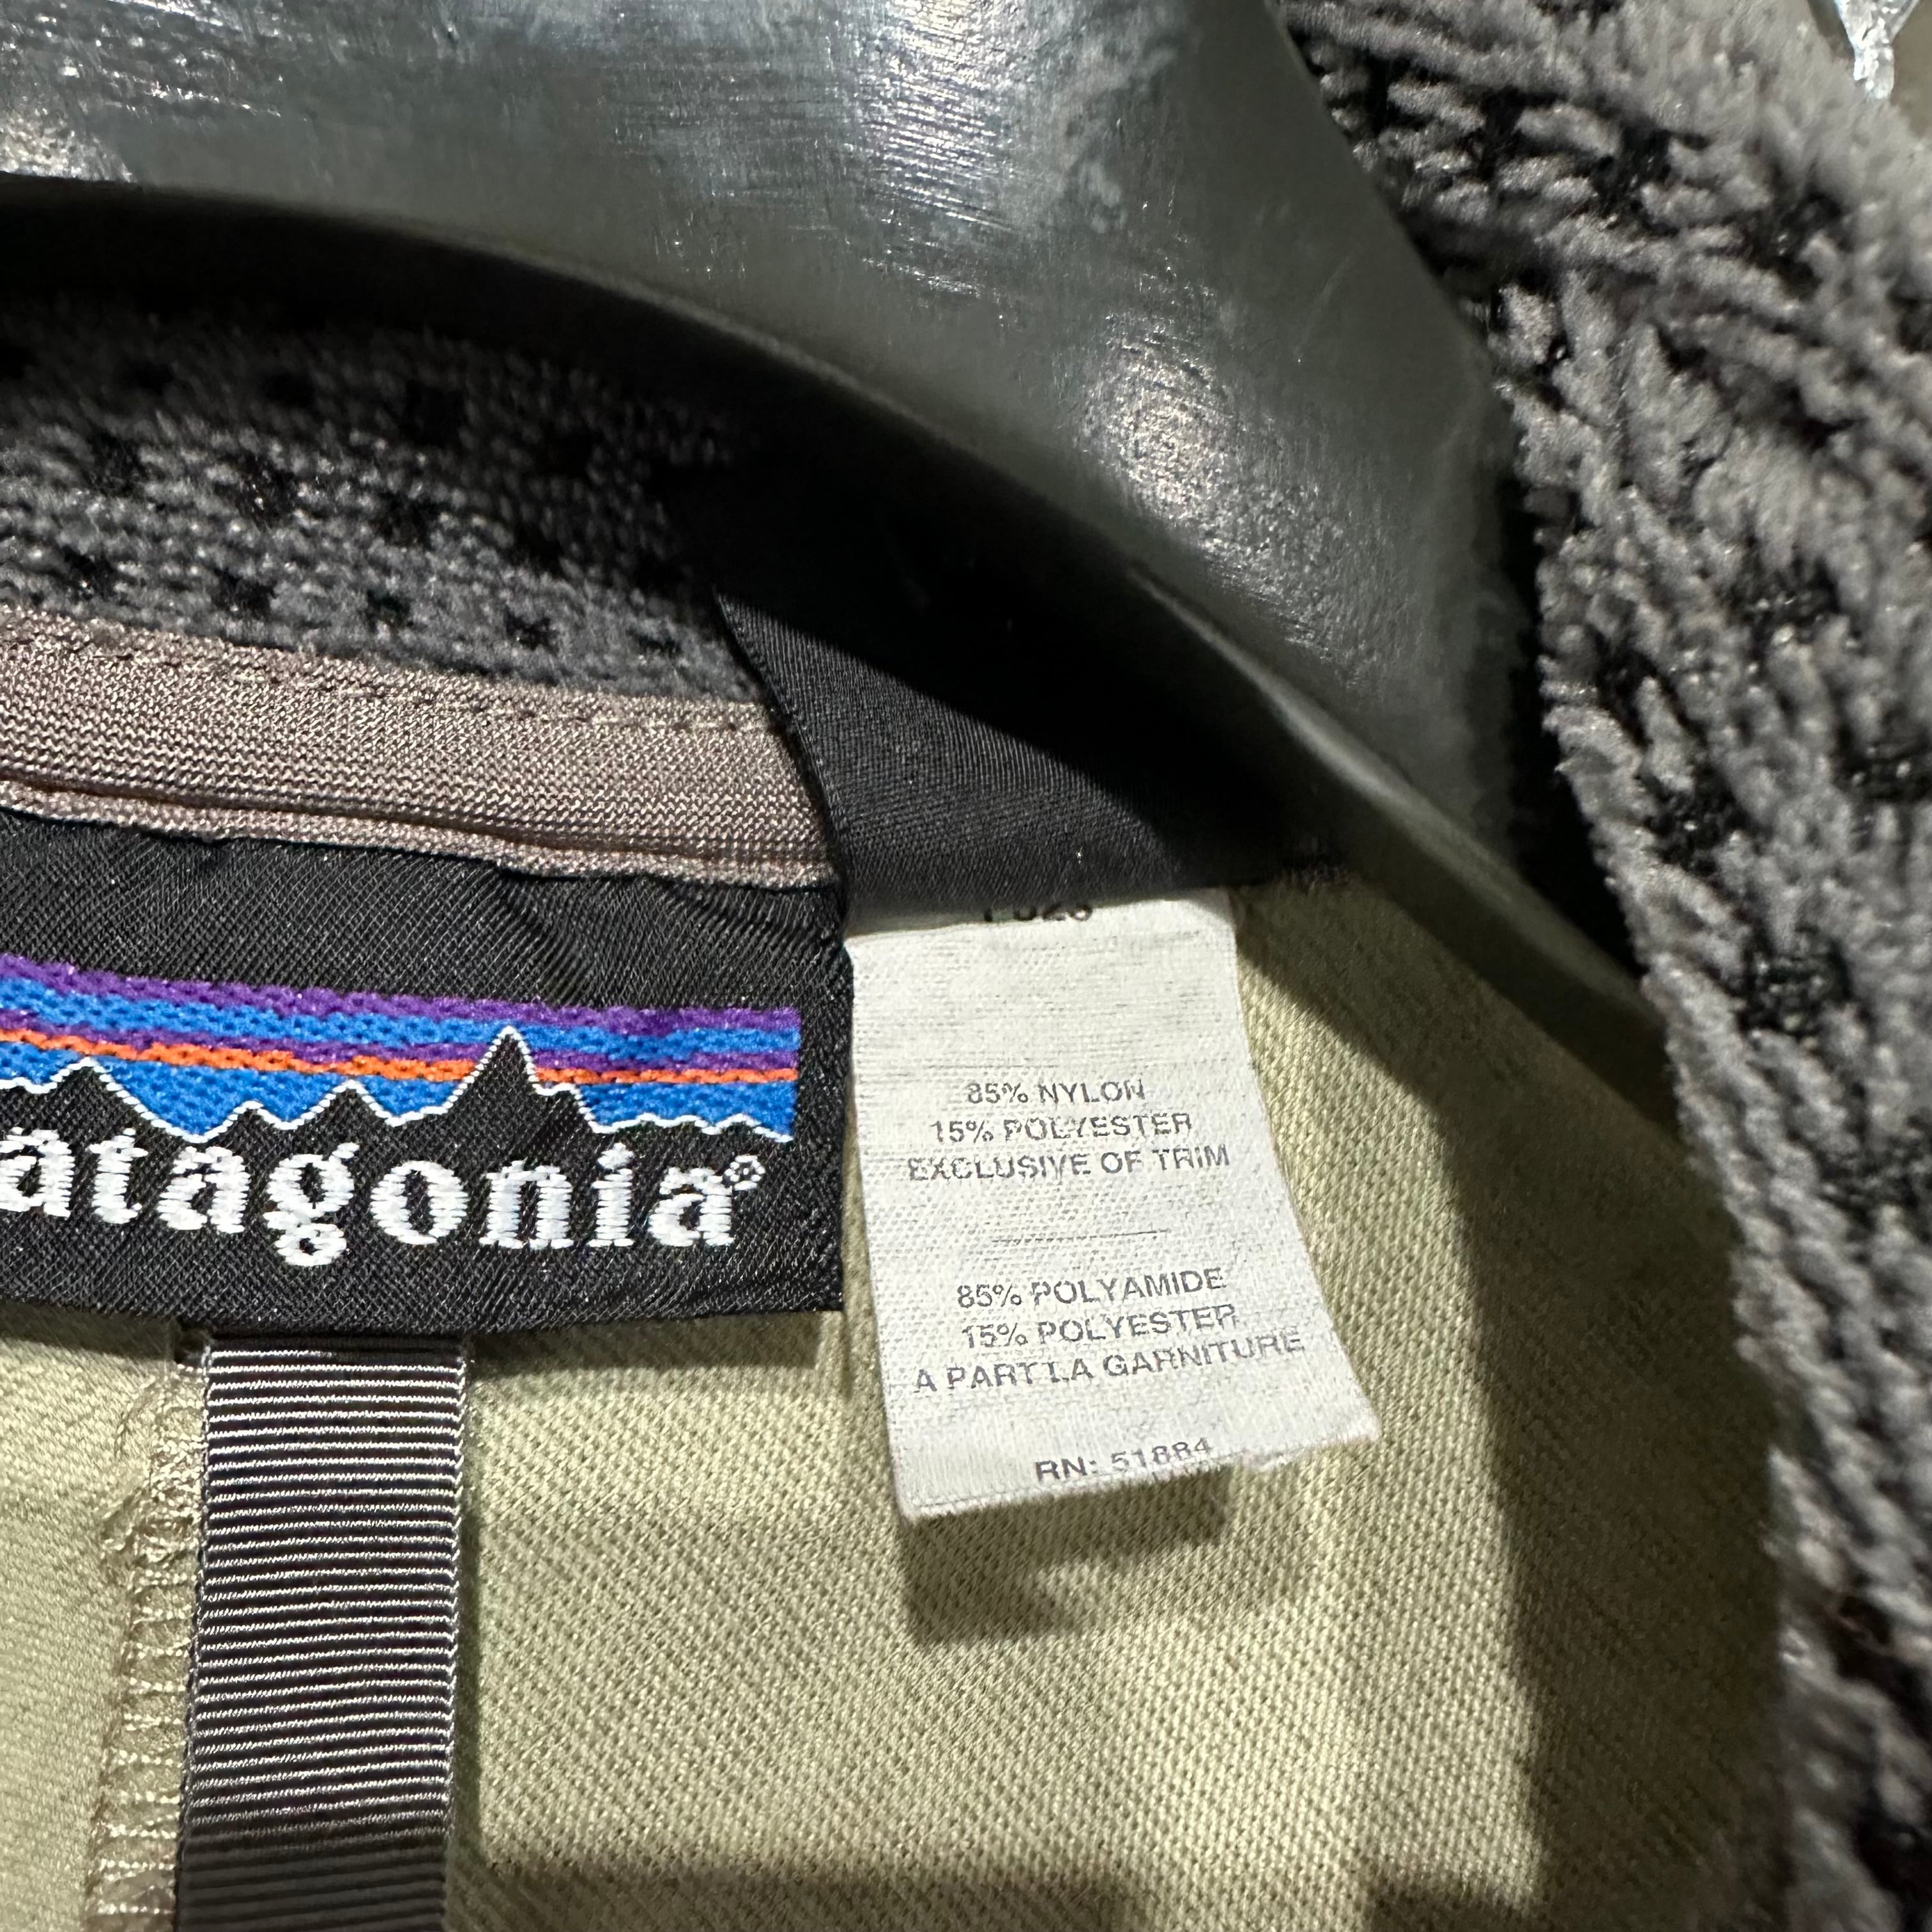 atagonia®
85% NYLON
15% POLYESTER
EXCLUSIVE OF TRIM
85% POLYAMIDE
15% POLYESTER
A PART LA GARNITURE
RN: 51884